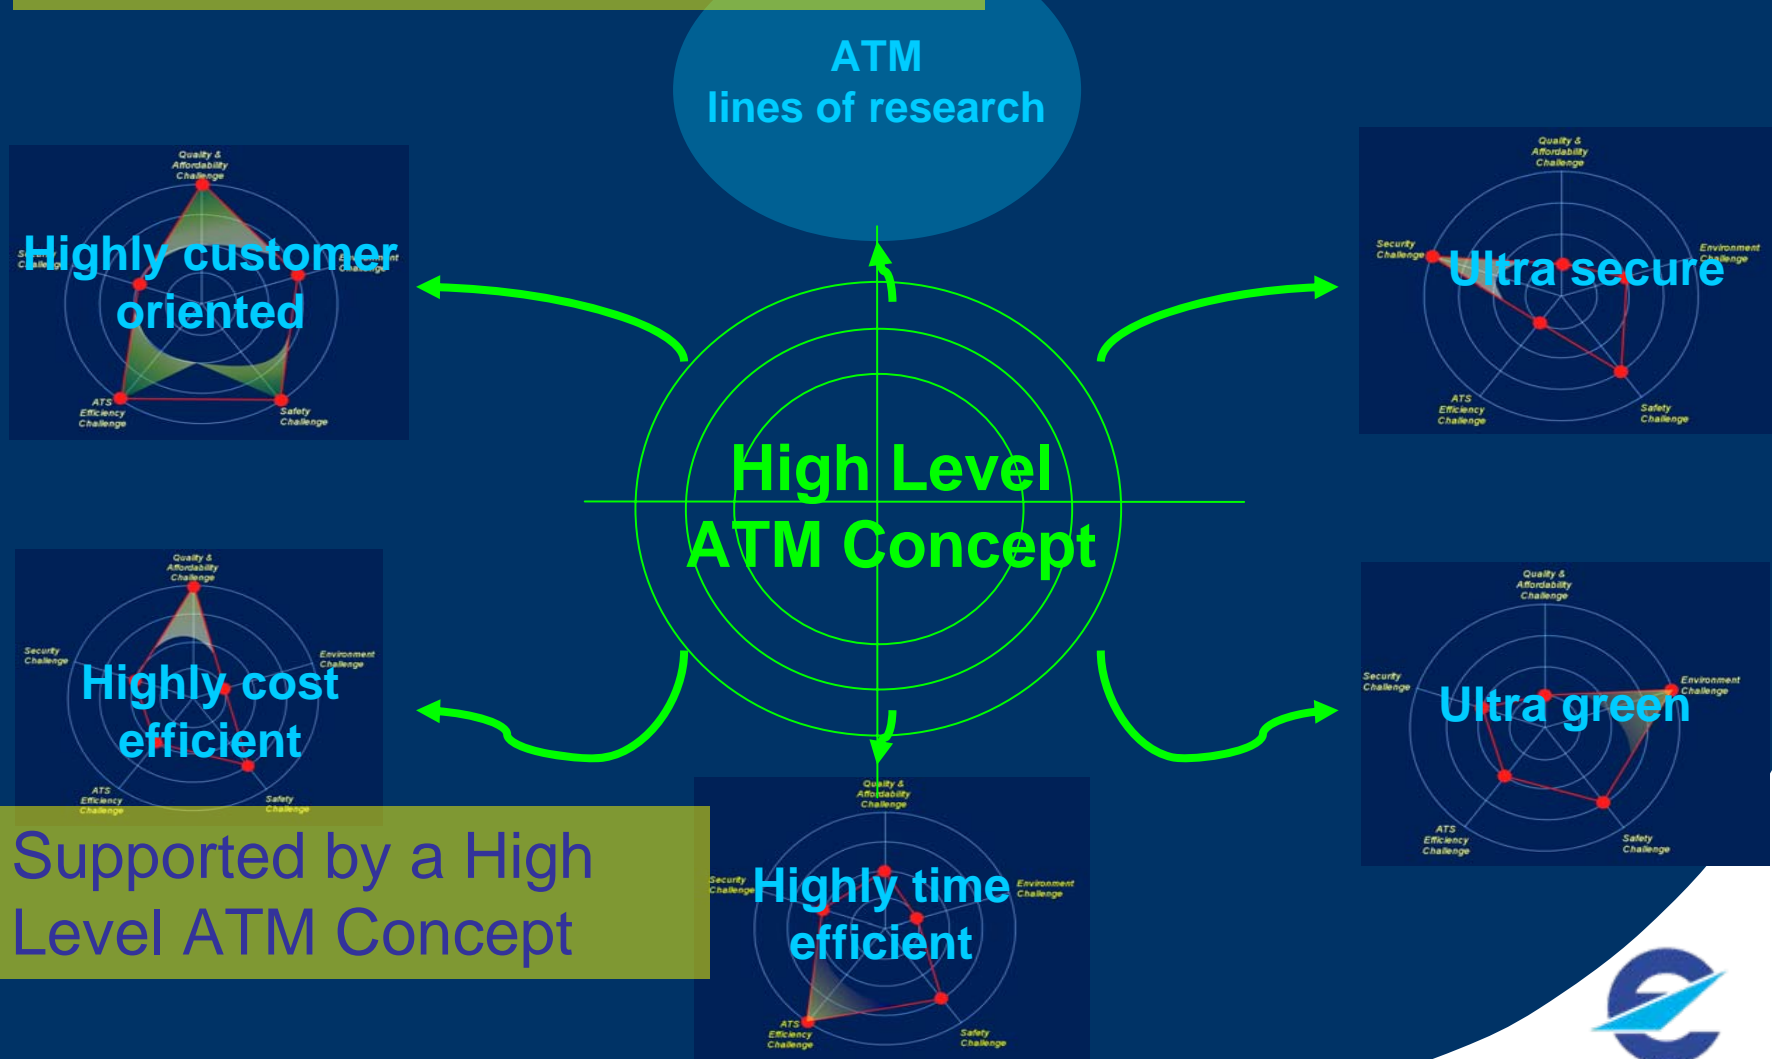 ATM
lines of research
Quality &
Affordability
Challenge
Security
Challenge
Environment
Challenge
Highly customer
oriented
ATS
Efficiency
Challenge
Safety
Challenge
Quality &
Affordability
Challenge
Security
Challenge
Environment
Challenge
Ultra secure
ATS
Efficiency
Challenge
Safety
Challenge
High Level
ATM Concept
Quality &
Affordability
Challenge
Security
Challenge
Environment
Challenge
Highly cost
efficient
ATS
Efficiency
Challenge
Safety
Challenge
Quality &
Affordability
Challenge
Security
Challenge
Environment
Challenge
Ultra green
ATS
Efficiency
Challenge
Safety
Challenge
Supported by a High
Level ATM Concept
Quality &
Affordability
Challenge
Security
Challenge
Environment
Challenge
Highly time
efficient
ATS
Efficiency
Challenge
Safety
Challenge